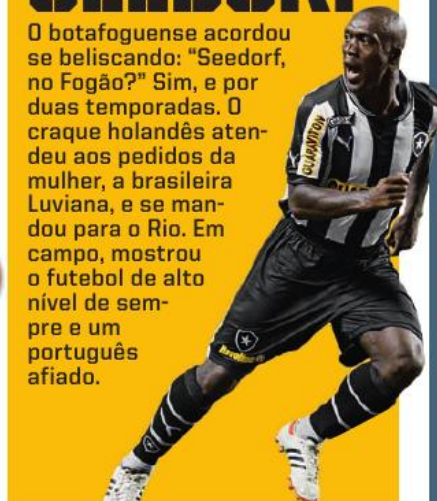 SEEDORF
O botafoguense acordou
se beliscando: “Seedorf,
no Fogão?” Sim, e por
duas temporadas. O
craque holandês aten-
deu aos pedidos da
mulher, a brasileira
Luviana, e se man-
dou para o Rio. Em
campo, mostrou
o futebol de alto
nível de sem-
pre e um
português
afiado.
GUARAVITON